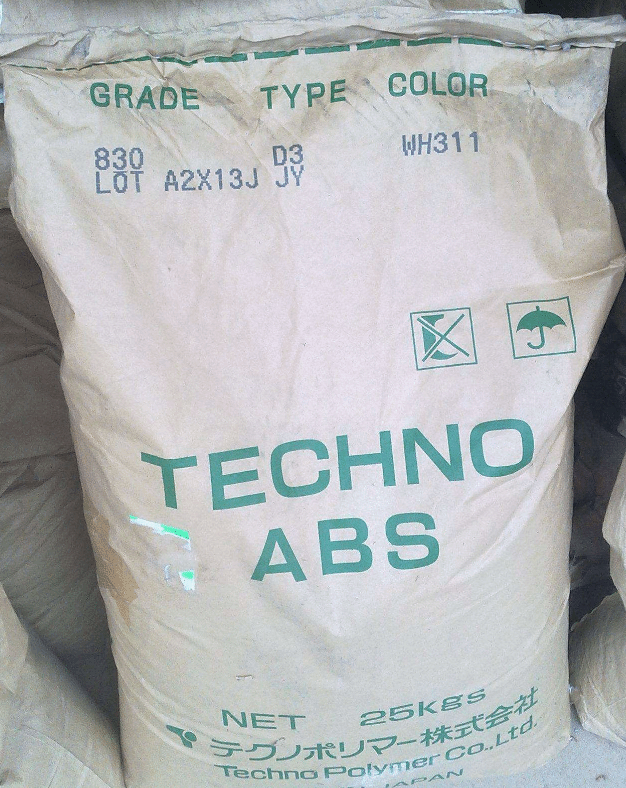 GRADE TYPE COLOR
830 D3 WH311
LOT A2X13J JY
TECHNO
ABS
NET 25kgs
テクノポリマー株式会社
Techno Polymer Co.,Ltd.
JAPAN